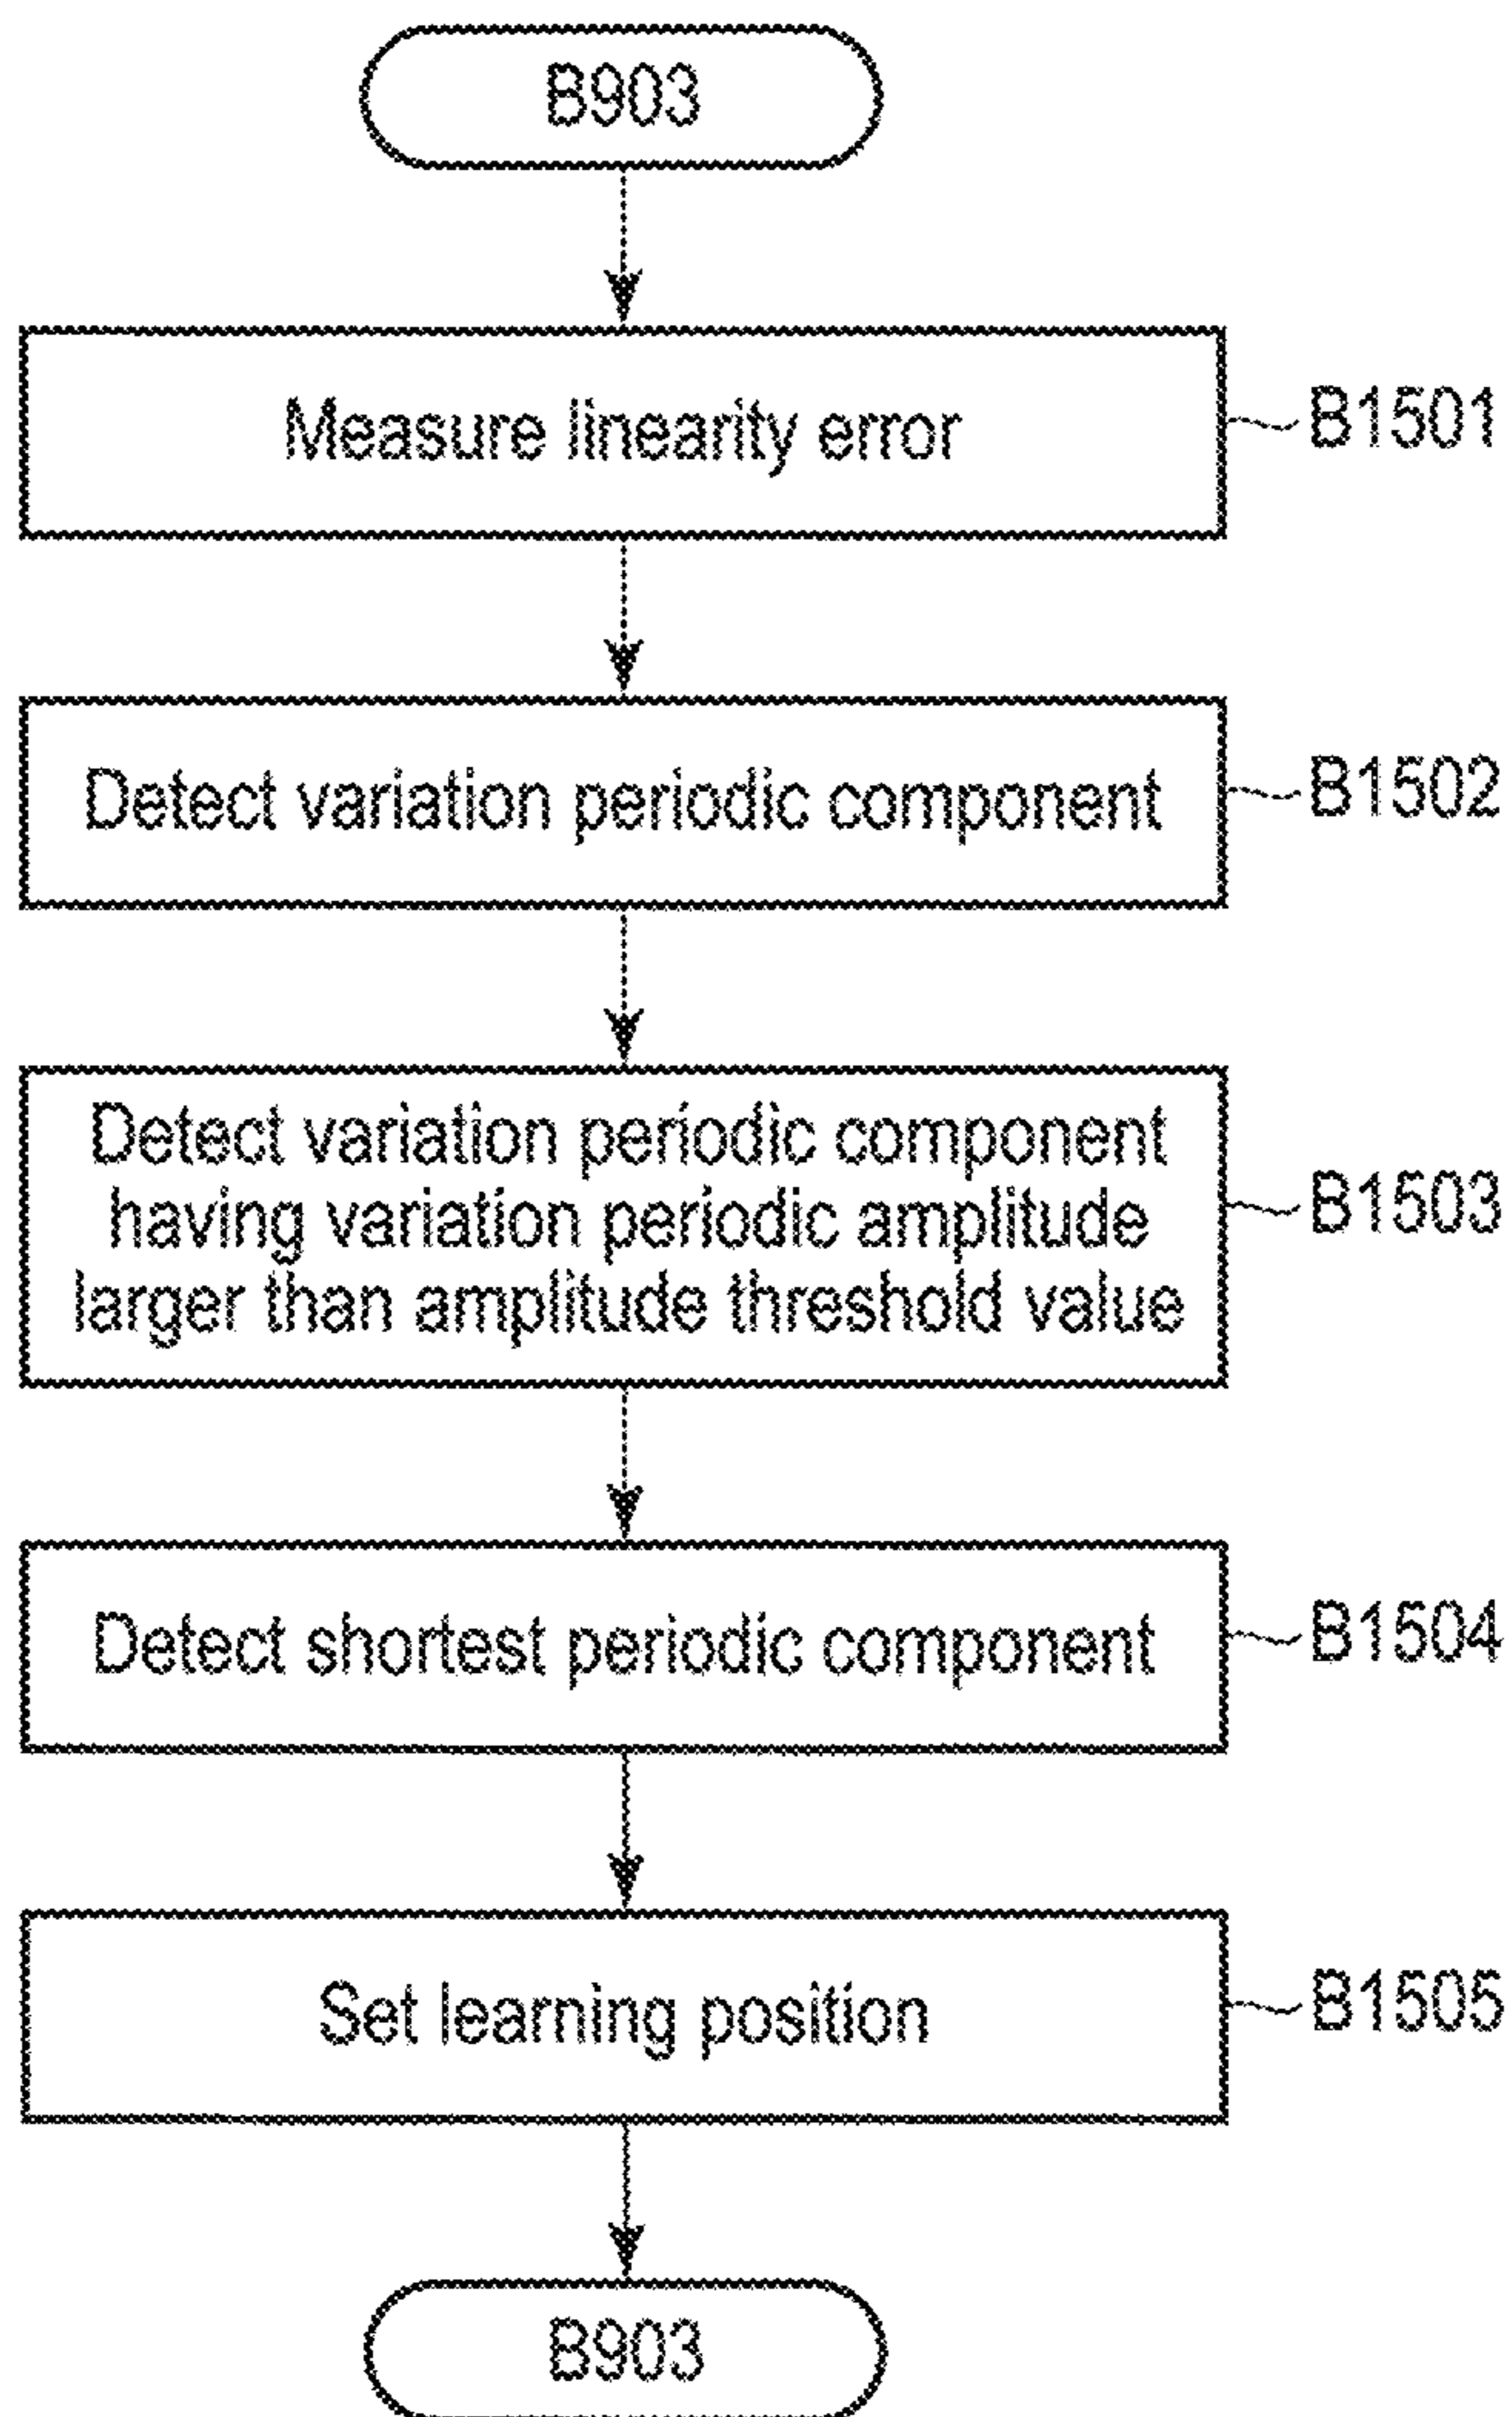 B903
Measure linearity error
B1501
Detect variation periodic component
B1502
Detect variation periodic component
having variation periodic amplitude
larger than amplitude threshold value
B1503
Detect shortest periodic component
B1504
Set learning position
B1505
B903